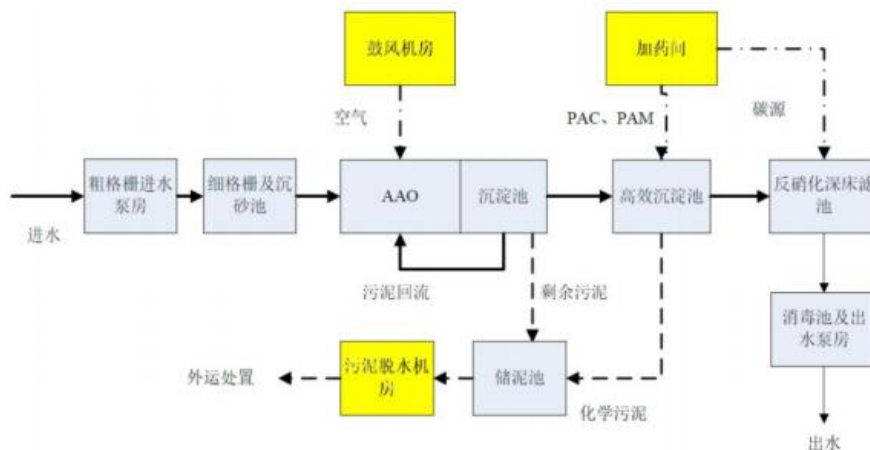 鼓风机房
加药间
空气
PAC、PAM
碳源
粗格栅进水
泵房
细格栅及沉
砂池
AAO
沉淀池
高效沉淀池
反硝化深床滤
池
进水
污泥回流
剩余污泥
消毒池及出
水泵房
外运处置
污泥脱水机
房
储泥池
化学污泥
出水